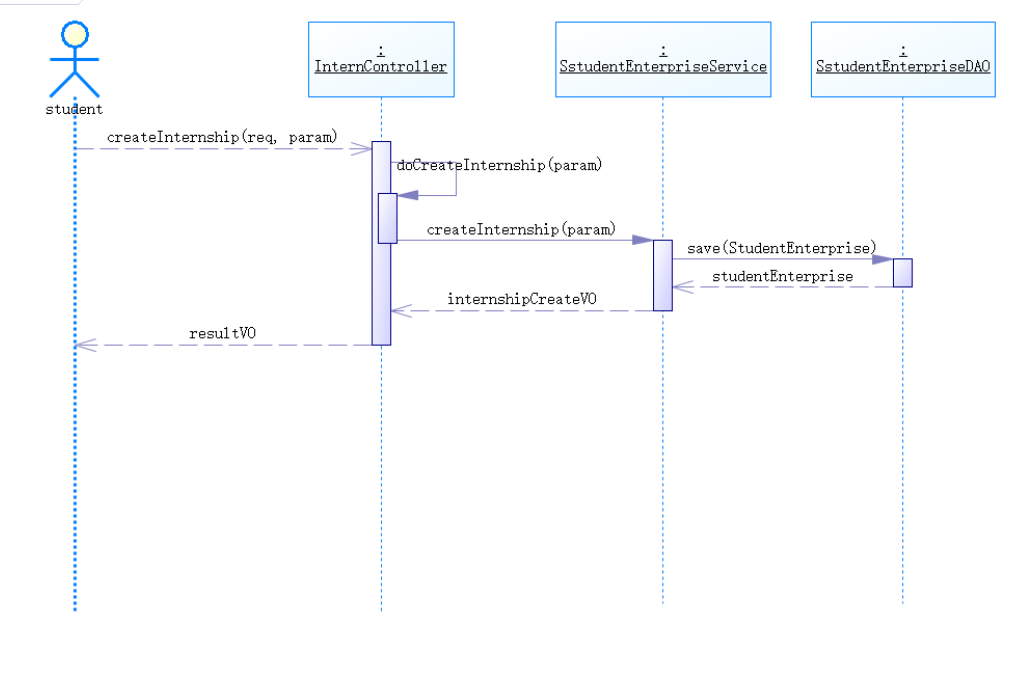 :
InternController
:
SstudentEnterpriseService
:
SstudentEnterpriseDAO
student
createInternship(req, param)
doCreateInternship(param)
createInternship(param)
save(StudentEnterprise)
studentEnterprise
internshipCreateVO
resultVO